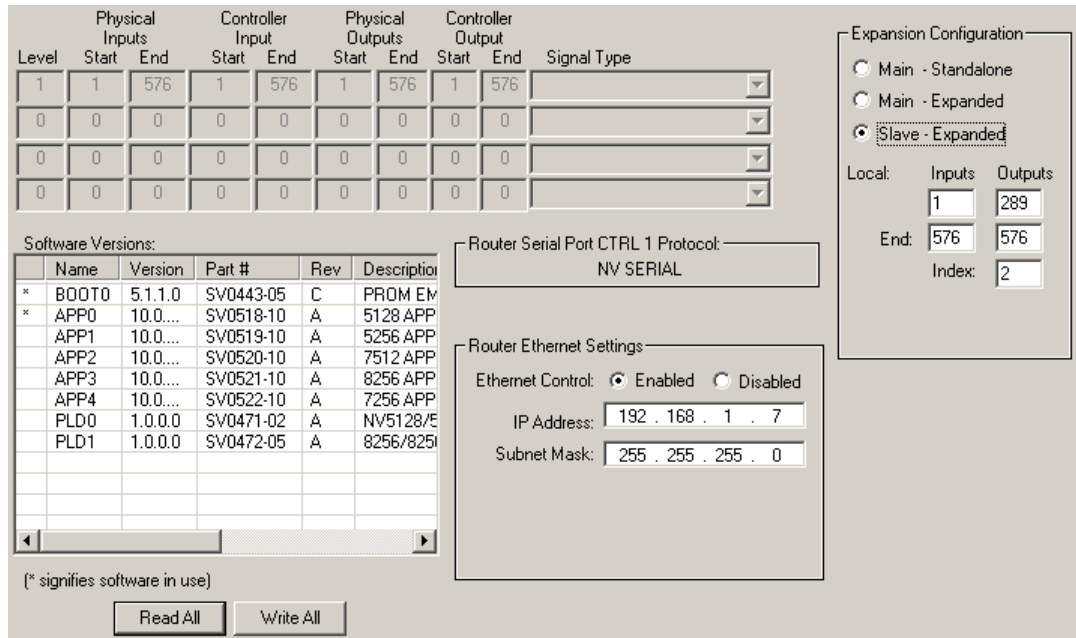 Physical Inputs Controller Input Physical Outputs Controller Output
Level Start End Start End Start End Start End Signal Type
1 1 576 1 576 1 576 1 576
0 0 0 0 0 0 0 0 0
0 0 0 0 0 0 0 0 0
0 0 0 0 0 0 0 0 0
Expansion Configuration
Main - Standalone
Main - Expanded
Slave - Expanded
Local: Inputs Outputs
1 289
End: 576 576
Index: 2
Software Versions:
Name Version Part # Rev Description
* BOOT0 5.1.1.0 SV0443-05 C PROM EM
* APP0 10.0.... SV0518-10 A 5128 APP
APP1 10.0.... SV0519-10 A 5256 APP
APP2 10.0.... SV0520-10 A 7512 APP
APP3 10.0.... SV0521-10 A 8256 APP
APP4 10.0.... SV0522-10 A 7256 APP
PLD0 1.0.0.0 SV0471-02 A NV5128/5
PLD1 1.0.0.0 SV0472-05 A 8256/825
(* signifies software in use)
Read All Write All
Router Serial Port CTRL 1 Protocol:
NV SERIAL
Router Ethernet Settings
Ethernet Control: Enabled Disabled
IP Address: 192 . 168 . 1 . 7
Subnet Mask: 255 . 255 . 255 . 0